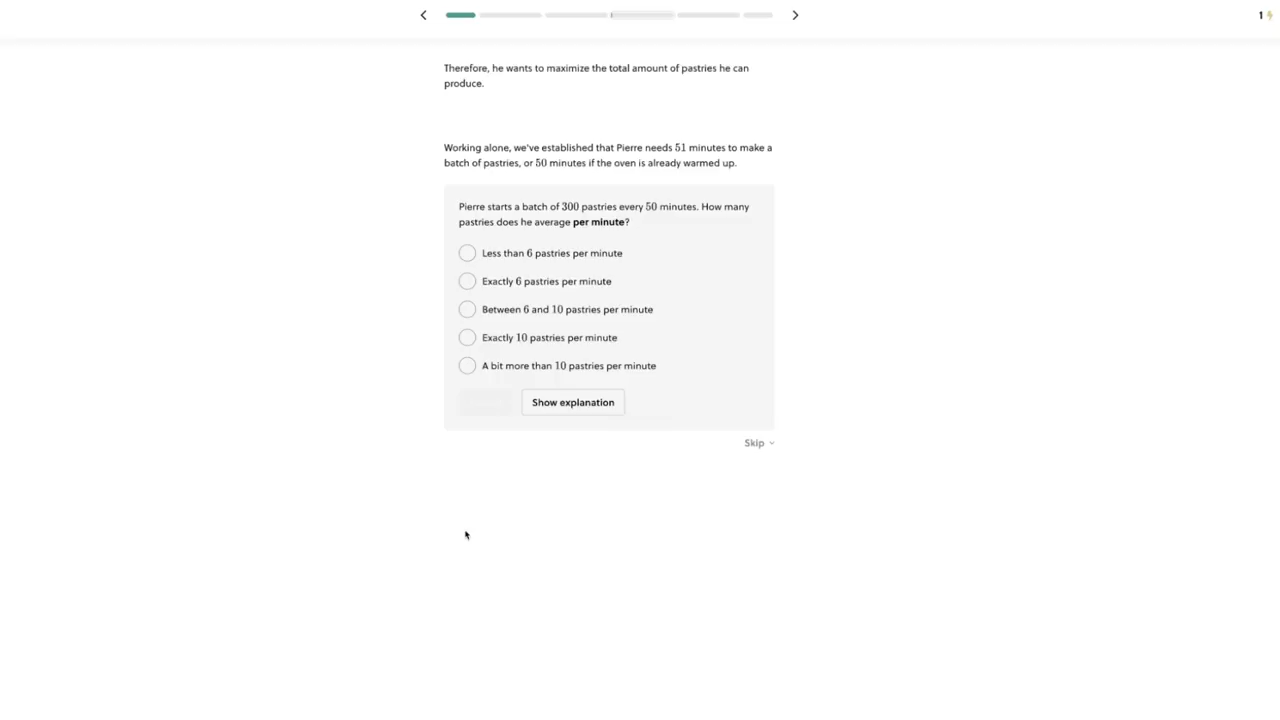 1
Therefore, he wants to maximize the total amount of pastries he can
produce.
Working alone, we've established that Pierre needs 51 minutes to make a
batch of pastries, or 50 minutes if the oven is already warmed up.
Pierre starts a batch of 300 pastries every 50 minutes. How many
pastries does he average per minute?
Less than 6 pastries per minute
Exactly 6 pastries per minute
Between 6 and 10 pastries per minute
Exactly 10 pastries per minute
A bit more than 10 pastries per minute
Show explanation
Skip